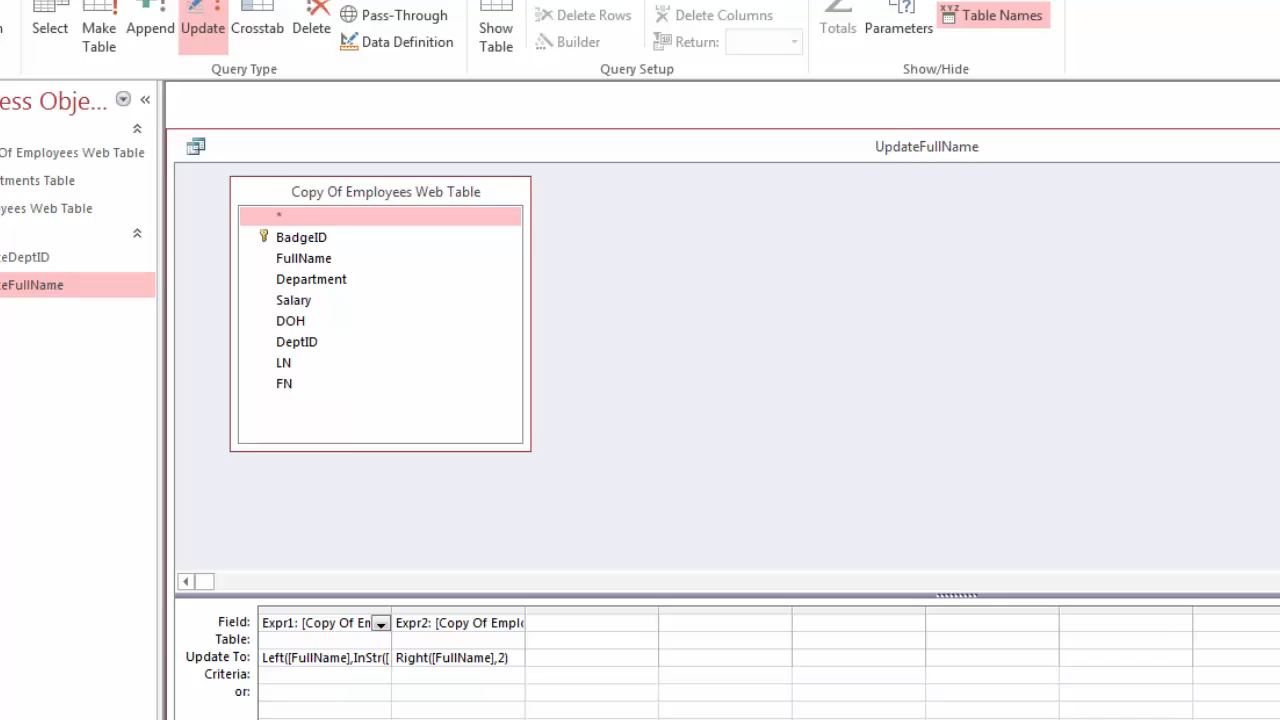 Select Make Table Append Update Crosstab Delete Pass-Through Data Definition
Query Type
Show Table Delete Rows Builder Delete Columns Return:
Query Setup
Totals Parameters XYZ Table Names
Show/Hide
ess Obje... «
Of Employees Web Table
tments Table
yees Web Table
eDeptID
eFullName
UpdateFullName
Copy Of Employees Web Table
*
BadgeID
FullName
Department
Salary
DOH
DeptID
LN
FN
Field: Expr1: [Copy Of En Expr2: [Copy Of Emplo
Table:
Update To: Left([FullName],InStr([ Right([FullName],2)
Criteria:
or: